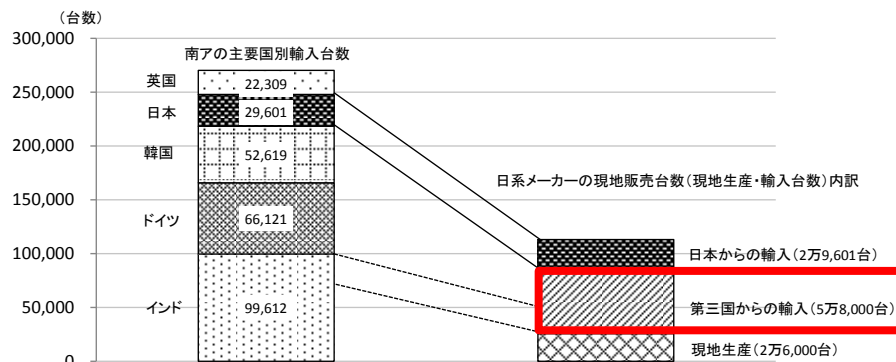 （台数）
300,000
250,000
200,000
150,000
100,000
50,000
0
南アの主要国別輸入台数
英国
22,309
日本
29,601
韓国
52,619
ドイツ
66,121
インド
99,612
日系メーカーの現地販売台数（現地生産・輸入台数）内訳
日本からの輸入（2万9,601台）
第三国からの輸入（5万8,000台）
現地生産（2万6,000台）